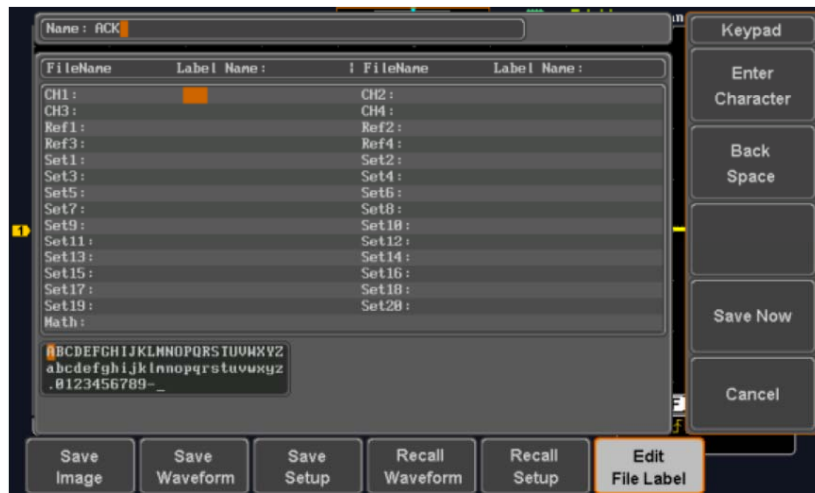 Name: ACK
Keypad
FileName Label Name: | FileName Label Name:
Enter
Character
CH1: CH2:
CH3: CH4:
Ref1: Ref2:
Ref3: Ref4:
Back
Space
Set1: Set2:
Set3: Set4:
Set5: Set6:
Set7: Set8:
1
Set9: Set10:
Set11: Set12:
Set13: Set14:
Set15: Set16:
Set17: Set18:
Set19: Set20:
Math:
Save Now
ABCDEFGHIJKLMNOPQRSTUVWXYZ
abcdefghijklmnopqrstuvwxyz
.0123456789-_
Cancel
F
Save
Image
Save
Waveform
Save
Setup
Recall
Waveform
Recall
Setup
Edit
File Label